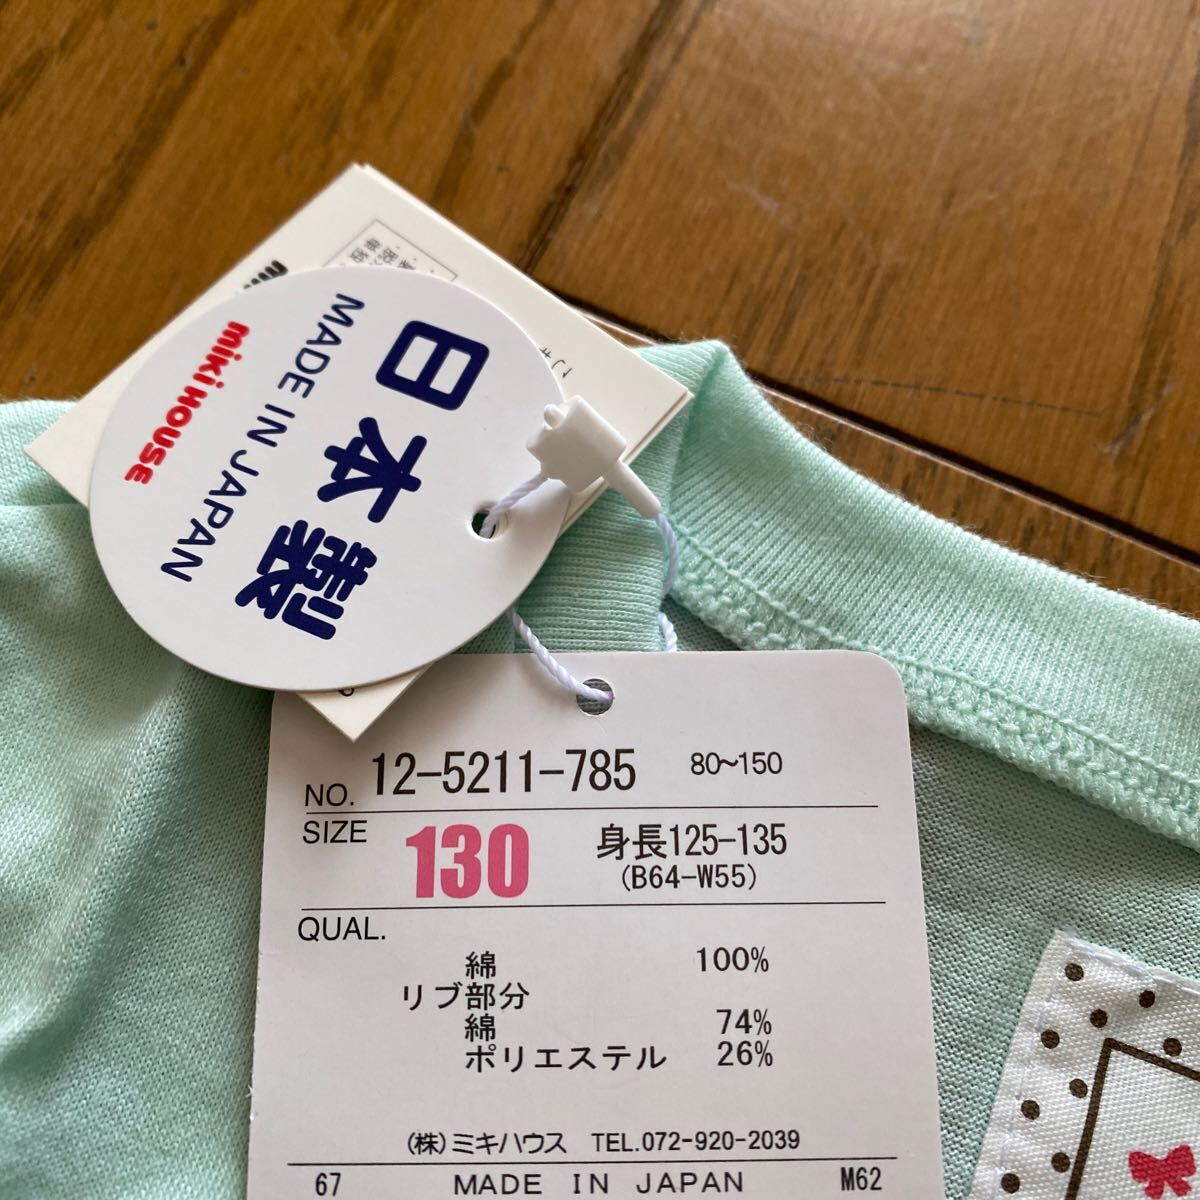 日本製
MADE IN JAPAN
miki HOUSE
NO. 12-5211-785 80~150
SIZE 130 身長125-135
(B64-W55)
QUAL.
綿 100%
リブ部分
綿 74%
ポリエステル 26%
(株)ミキハウス TEL.072-920-2039
67 MADE IN JAPAN M62